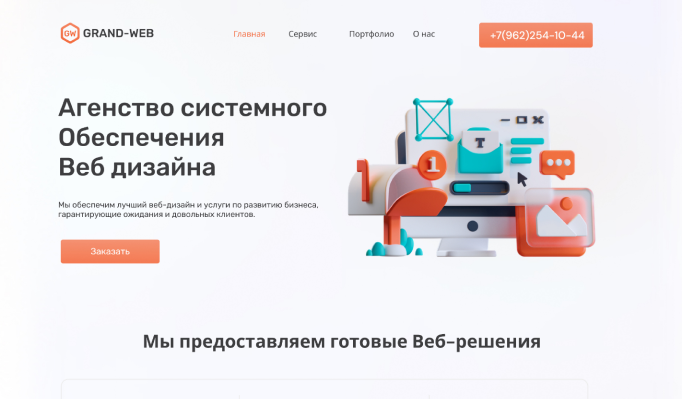 GW GRAND-WEB
Главная Сервис Портфолио О нас
+7(962)254-10-44
Агенство системного
Обеспечения
Веб дизайна
Мы обеспечим лучший веб-дизайн и услуги по развитию бизнеса,
гарантирующие ожидания и довольных клиентов.
Заказать
T
1
Мы предоставляем готовые Веб-решения